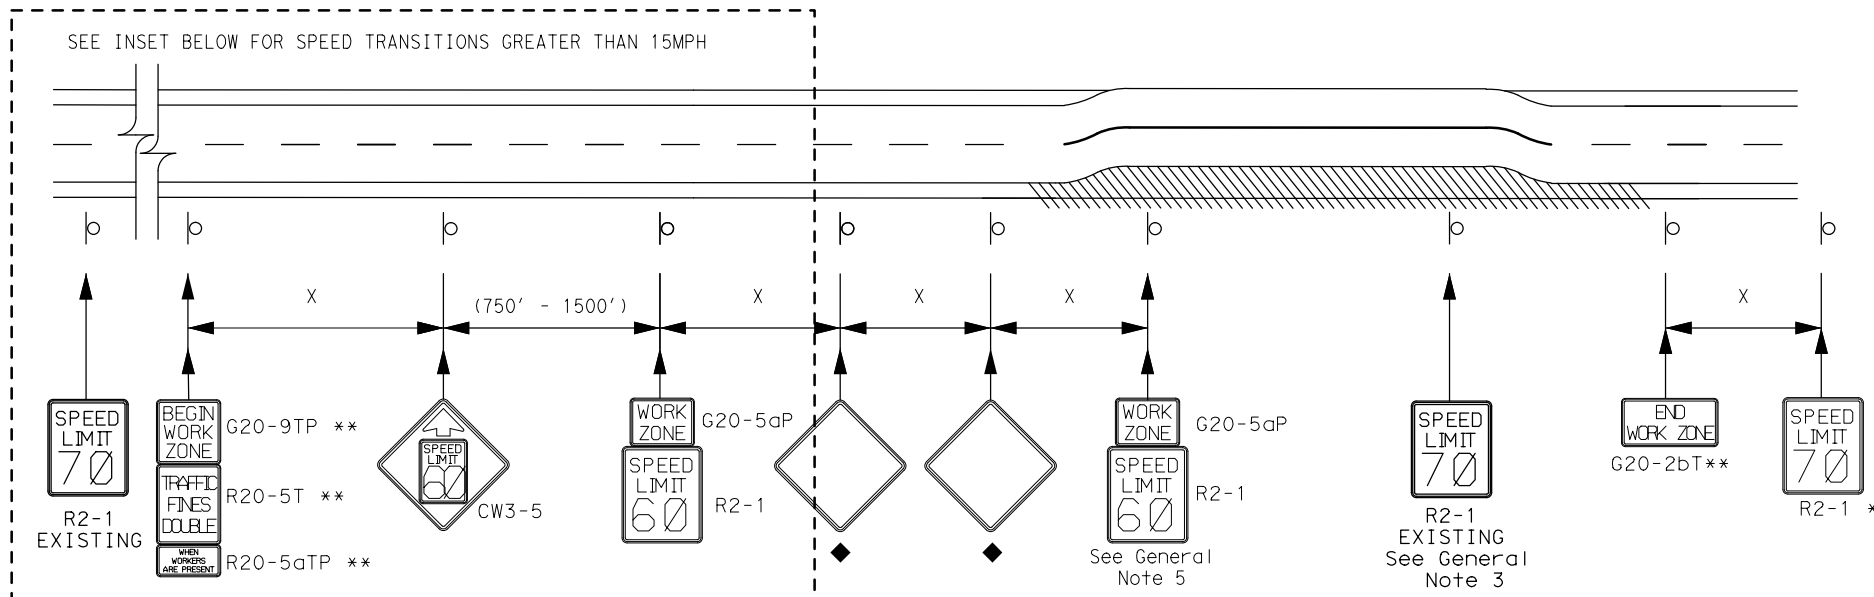 SEE INSET BELOW FOR SPEED TRANSITIONS GREATER THAN 15MPH
X
(750' - 1500')
X
X
X
X
SPEED
LIMIT
70
R2-1
EXISTING
BEGIN
WORK
ZONE
G20-9TP **
TRAFFIC
FINES
DOUBLE
R20-5T **
WHEN
WORKERS
ARE PRESENT
R20-5aTP **
SPEED
LIMIT
60
CW3-5
WORK
ZONE
G20-5aP
SPEED
LIMIT
60
R2-1
WORK
ZONE
G20-5aP
SPEED
LIMIT
60
R2-1
See General
Note 5
SPEED
LIMIT
70
R2-1
EXISTING
See General
Note 3
END
WORK ZONE
G20-2bT**
SPEED
LIMIT
70
R2-1 *